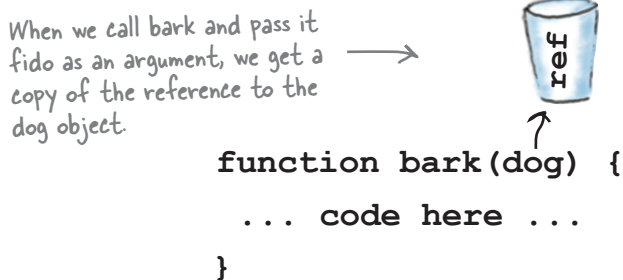 When we call bark and pass it
fido as an argument, we get a
copy of the reference to the
dog object.
ref
function bark(dog) {
... code here ...
}